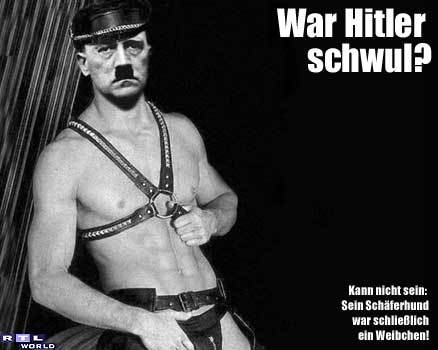 War Hitler
schwul?
Kann nicht sein:
Sein Schäferhund
war schließlich
ein Weibchen!
RTL
WORLD